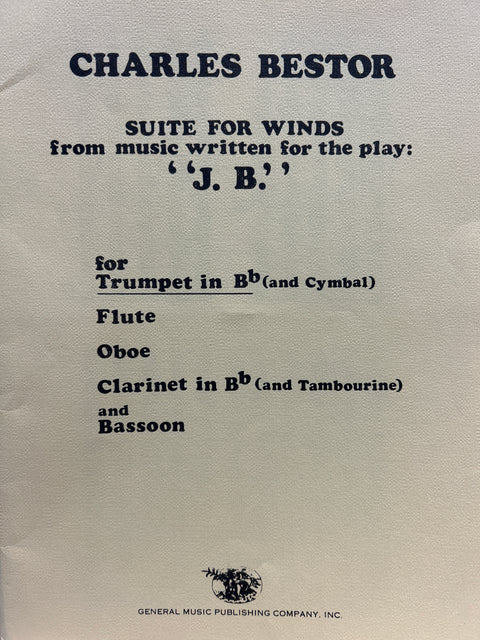 CHARLES BESTOR
SUITE FOR WINDS
from music written for the play:
‘‘J. B.’’
for
Trumpet in Bb (and Cymbal)
Flute
Oboe
Clarinet in Bb (and Tambourine)
and
Bassoon
GENERAL MUSIC PUBLISHING COMPANY, INC.